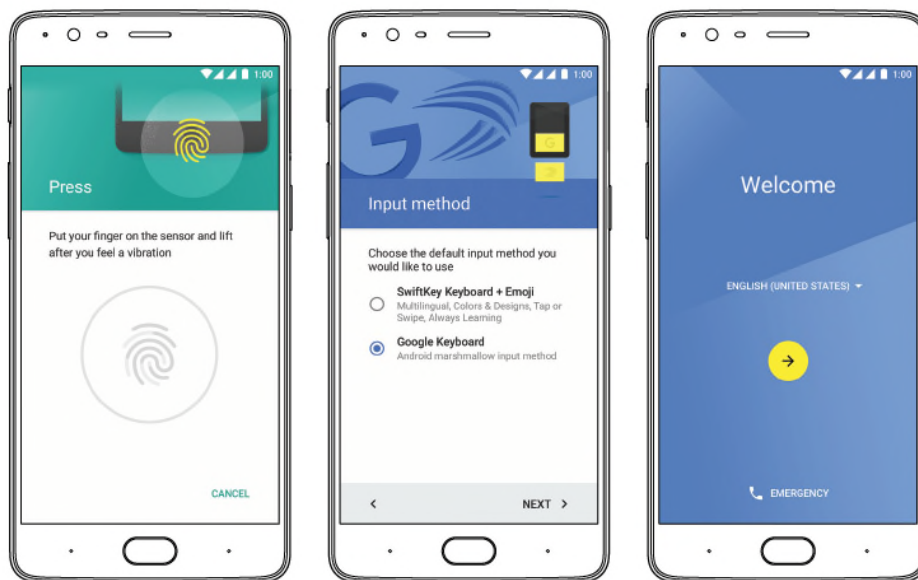 1:00
Press
Put your finger on the sensor and lift
after you feel a vibration
CANCEL
1:00
G
G
Input method
Choose the default input method you
would like to use
SwiftKey Keyboard + Emoji
Multilingual, Colors & Designs, Tap or
Swipe, Always Learning
Google Keyboard
Android marshmallow input method
< NEXT >
1:00
Welcome
ENGLISH (UNITED STATES)
EMERGENCY